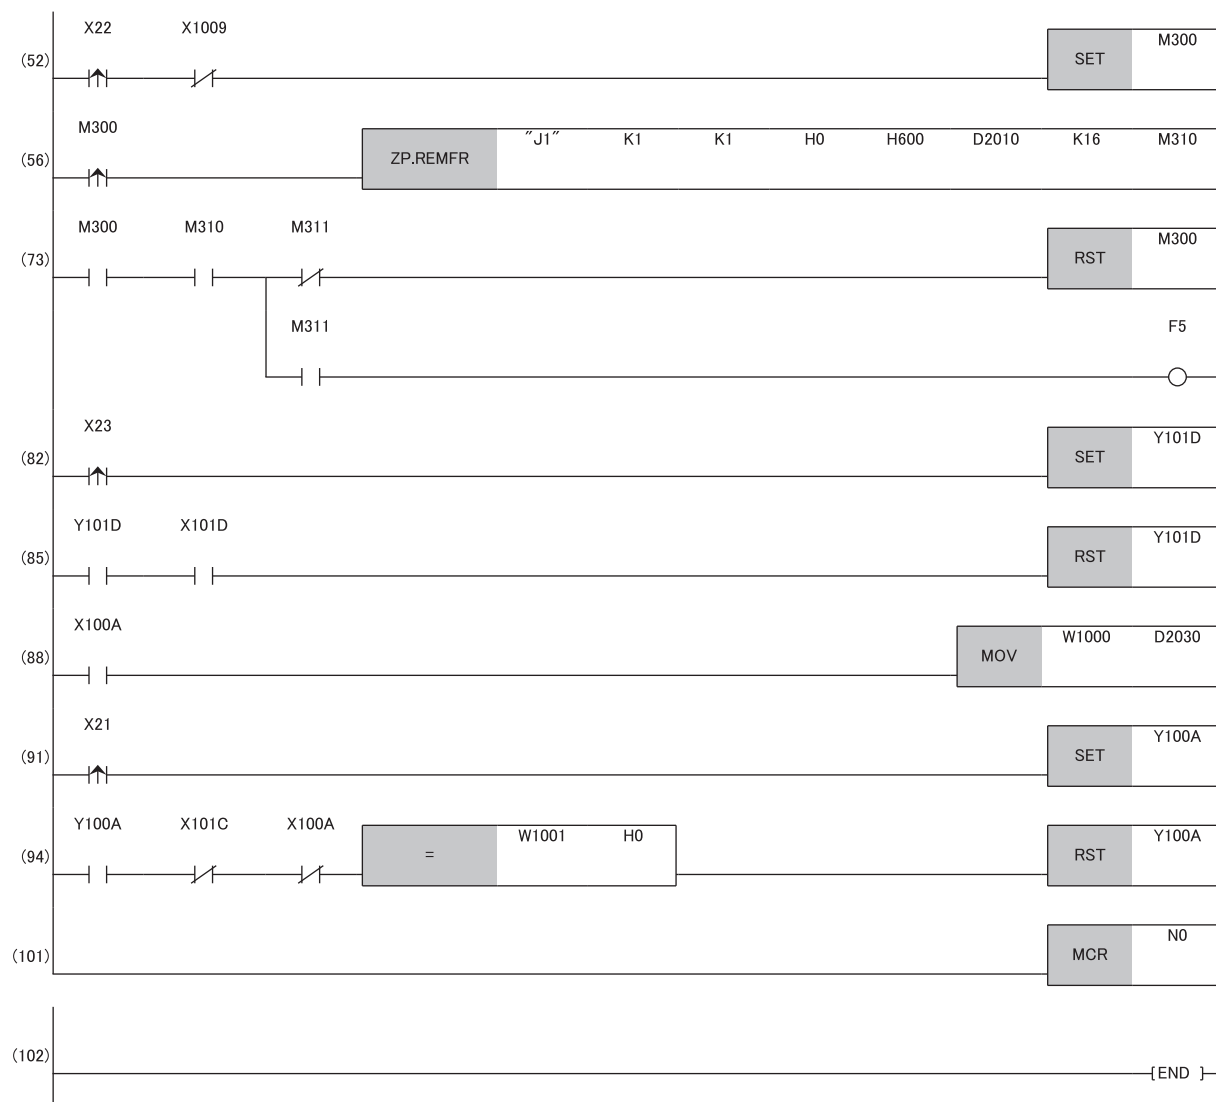 X22 X1009
(52) SET M300
M300
(56) ZP.REMFR "J1" K1 K1 H0 H600 D2010 K16 M310
M300 M310 M311
(73) RST M300
M311 F5
X23
(82) SET Y101D
Y101D X101D
(85) RST Y101D
X100A
(88) MOV W1000 D2030
X21
(91) SET Y100A
Y100A X101C X100A
(94) = W1001 H0 RST Y100A
(101) MCR N0
(102) [END ]